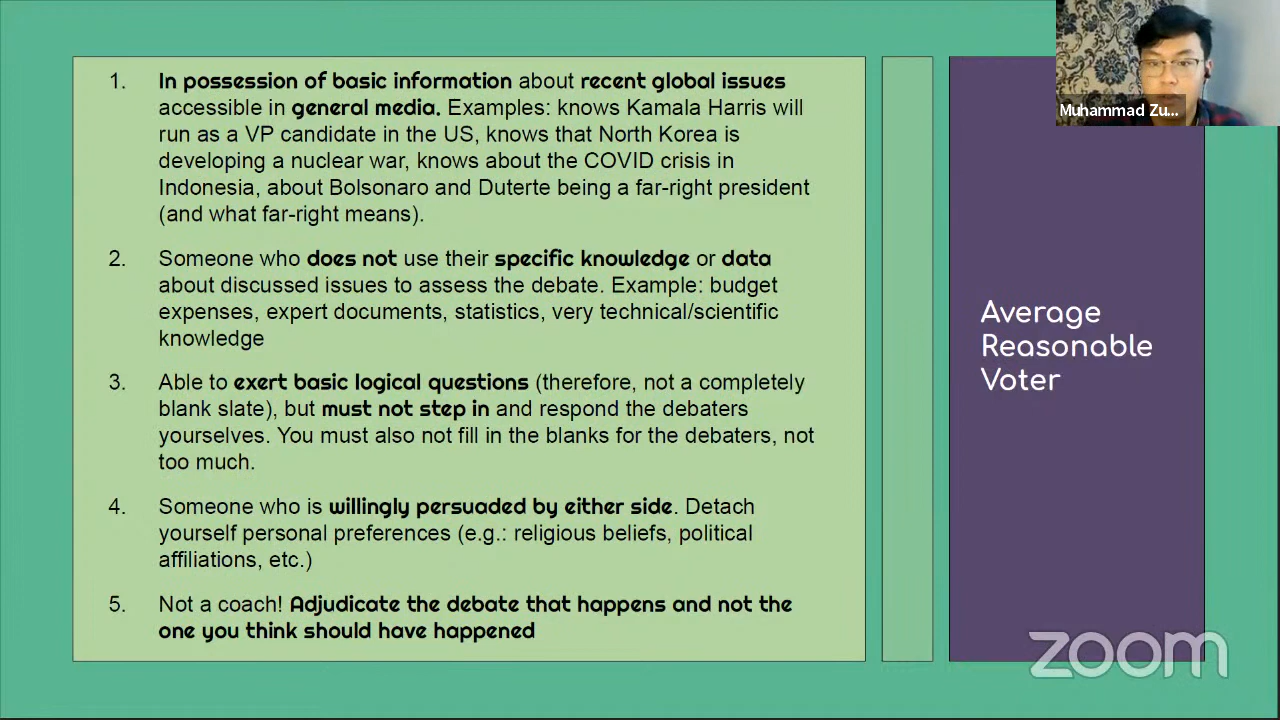 1. In possession of basic information about recent global issues
accessible in general media. Examples: knows Kamala Harris will
run as a VP candidate in the US, knows that North Korea is
developing a nuclear war, knows about the COVID crisis in
Indonesia, about Bolsonaro and Duterte being a far-right president
(and what far-right means).
2. Someone who does not use their specific knowledge or data
about discussed issues to assess the debate. Example: budget
expenses, expert documents, statistics, very technical/scientific
knowledge
3. Able to exert basic logical questions (therefore, not a completely
blank slate), but must not step in and respond the debaters
yourselves. You must also not fill in the blanks for the debaters, not
too much.
4. Someone who is willingly persuaded by either side. Detach
yourself personal preferences (e.g.: religious beliefs, political
affiliations, etc.)
5. Not a coach! Adjudicate the debate that happens and not the
one you think should have happened
Muhammad Zu...
Average
Reasonable
Voter
zoom